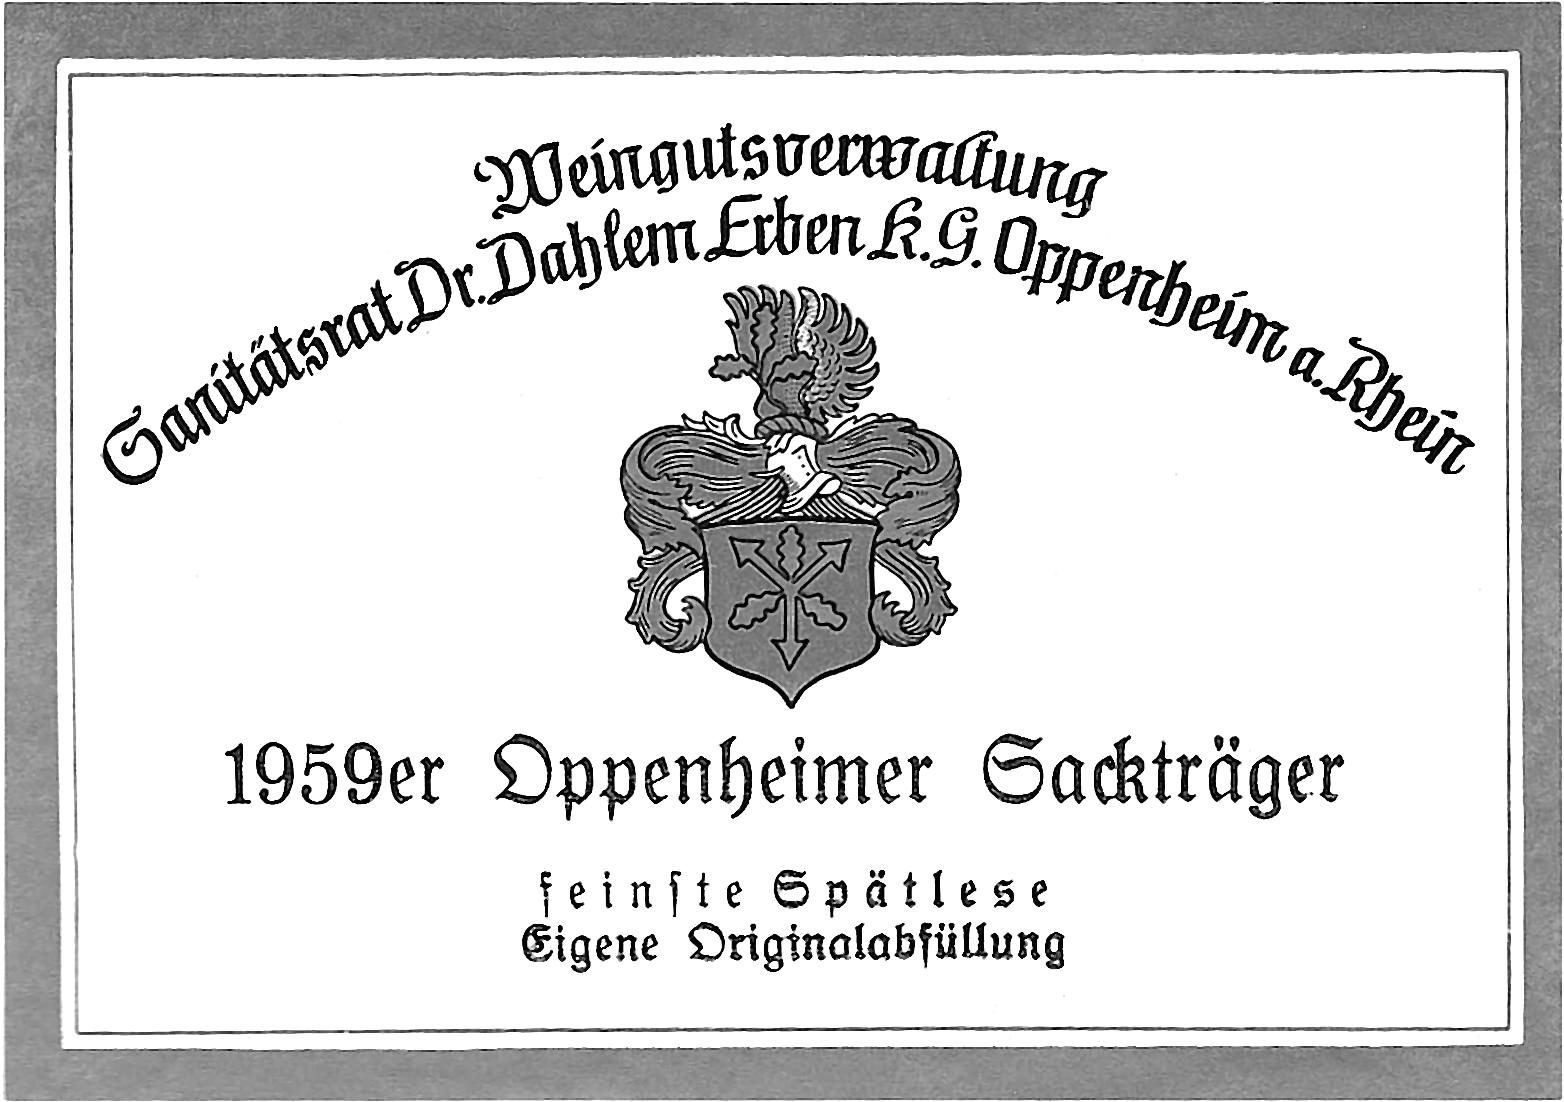 Weingutsverwaltung
Sanitätsrat Dr. Dahlem Erben K.G. Oppenheim a. Rhein
1959er Oppenheimer Sackträger
feinſte Spätlese
Eigene Originalabfüllung